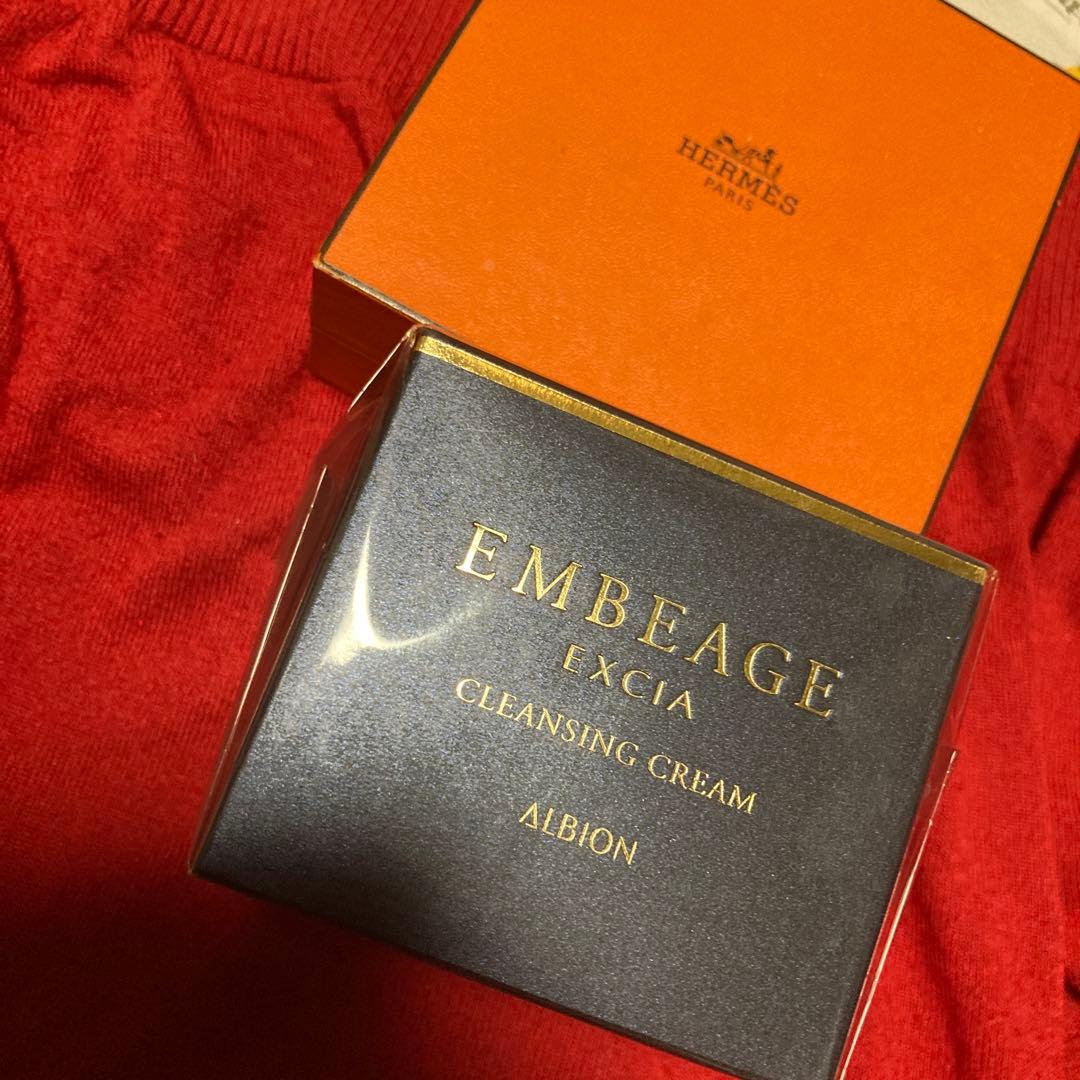 HERMÈS
PARIS
EMBEAGE
EXCIA
CLEANSING CREAM
ALBION